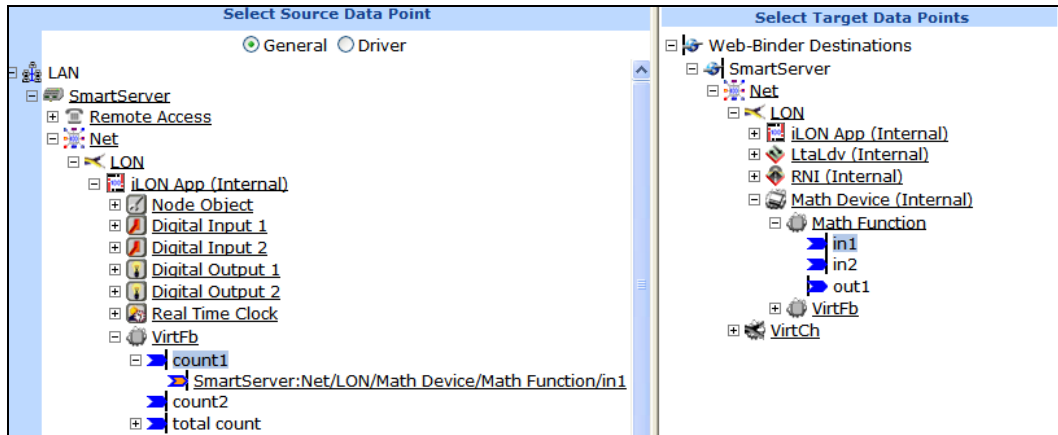 Select Source Data Point
General Driver
LAN
SmartServer
Remote Access
Net
LON
iLON App (Internal)
Node Object
Digital Input 1
Digital Input 2
Digital Output 1
Digital Output 2
Real Time Clock
VirtFb
count1
SmartServer:Net/LON/Math Device/Math Function/in1
count2
total count
Select Target Data Points
Web-Binder Destinations
SmartServer
Net
LON
iLON App (Internal)
LtaLdv (Internal)
RNI (Internal)
Math Device (Internal)
Math Function
in1
in2
out1
VirtFb
VirtCh